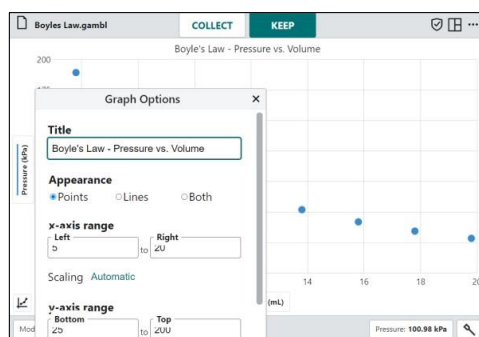 Boyles Law.gambl
COLLECT
KEEP
Boyle's Law - Pressure vs. Volume
200
Graph Options
Title
Boyle's Law - Pressure vs. Volume
Appearance
Points Lines Both
x-axis range
Left
5
to
Right
20
Scaling Automatic
y-axis range
Bottom
25
to
Top
200
Pressure (kPa)
14 16 18 20
(mL)
Mod
Pressure: 100.98 kPa